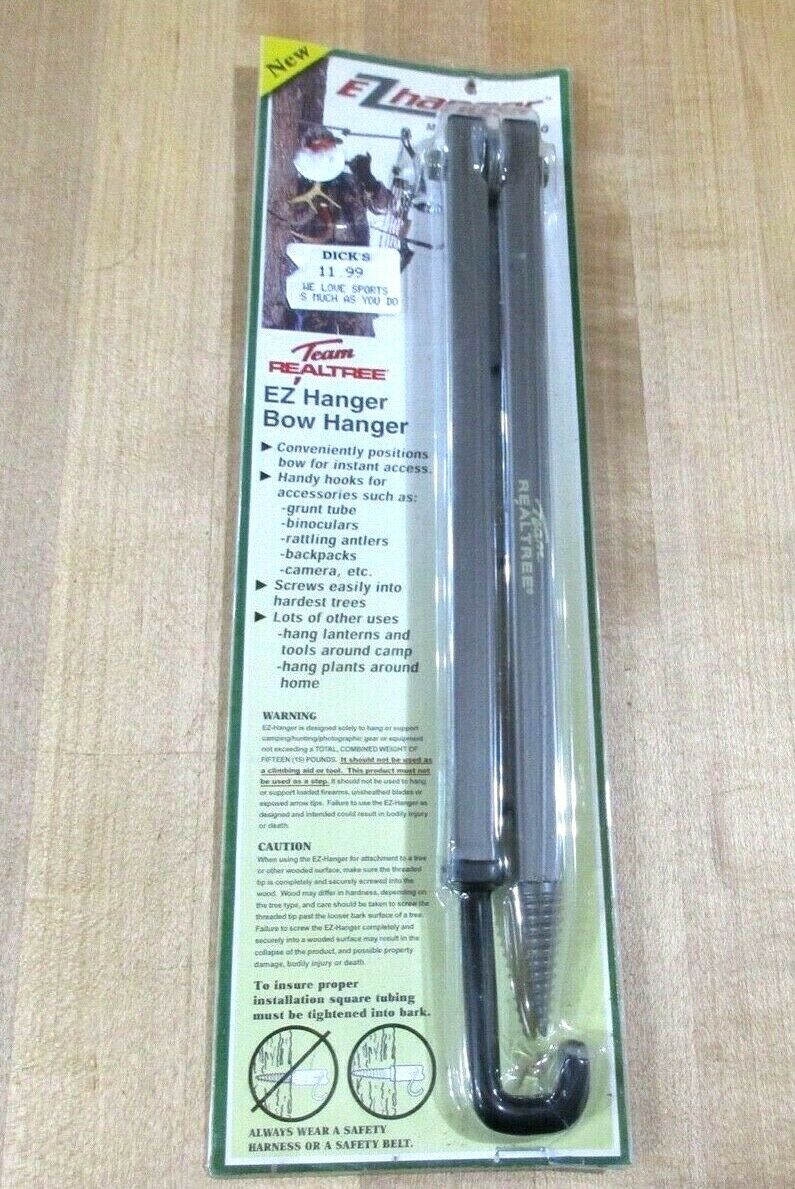 New
EZ hanger
DICK'S
11.99
WE LOVE SPORTS
S MUCH AS YOU DO
Team
REALTREE
EZ Hanger
Bow Hanger
Conveniently positions
bow for instant access.
Handy hooks for
accessories such as:
-grunt tube
-binoculars
-rattling antlers
-backpacks
-camera, etc.
Screws easily into
hardest trees
Lots of other uses
-hang lanterns and
tools around camp
-hang plants around
home
Team
REALTREE
WARNING
EZ-Hanger is designed solely to hang or support
camping/hunting/photographic gear or equipment
not exceeding a TOTAL, COMBINED WEIGHT OF
FIFTEEN (15) POUNDS. It should not be used as
a climbing aid or tool. This product must not
be used as a step. It should not be used to hang
or support loaded firearms, unsheathed blades or
exposed arrow tips. Failure to use the EZ-Hanger as
designed and intended could result in bodily injury
or death.
CAUTION
When using the EZ-Hanger for attachment to a tree
or other wooded surface, make sure the threaded
tip is completely and securely screwed into the
wood. Wood may differ in hardness, depending on
the tree type, and care should be taken to screw the
threaded tip past the looser bark surface of a tree.
Failure to screw the EZ-Hanger completely and
securely into a wooded surface may result in the
collapse of the product, and possible property
damage, bodily injury or death.
To insure proper
installation square tubing
must be tightened into bark.
ALWAYS WEAR A SAFETY
HARNESS OR A SAFETY BELT.